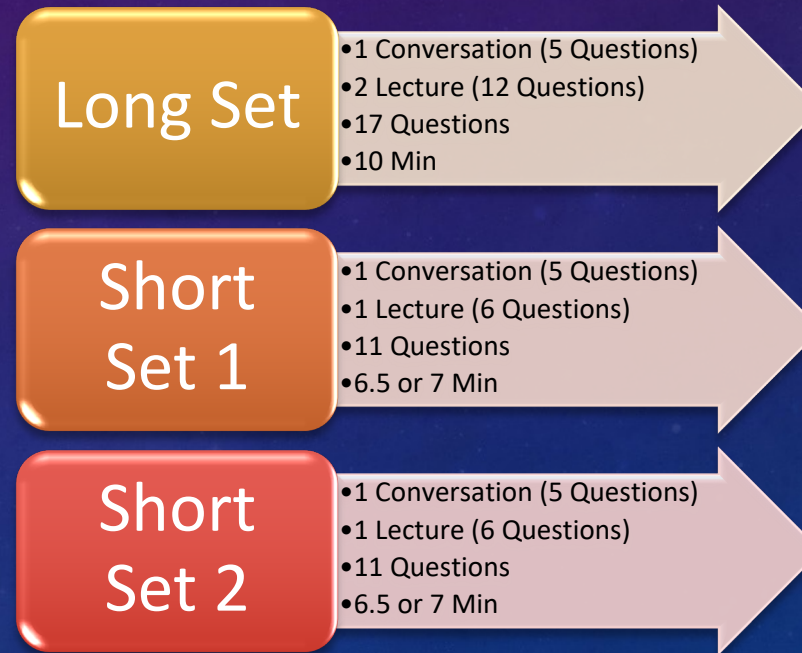 Long Set
•1 Conversation (5 Questions)
•2 Lecture (12 Questions)
•17 Questions
•10 Min
Short
Set 1
•1 Conversation (5 Questions)
•1 Lecture (6 Questions)
•11 Questions
•6.5 or 7 Min
Short
Set 2
•1 Conversation (5 Questions)
•1 Lecture (6 Questions)
•11 Questions
•6.5 or 7 Min